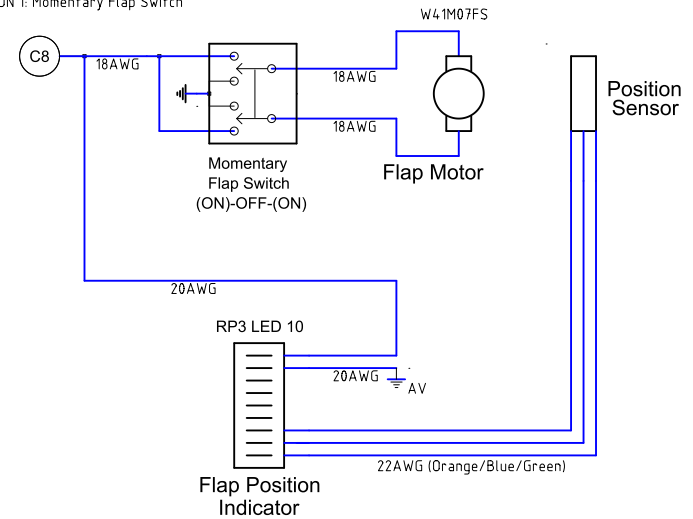 ON 1: Momentary Flap Switch
W41M07FS
C8
18AWG
18AWG
18AWG
Position
Sensor
Momentary
Flap Switch
(ON)-OFF-(ON)
Flap Motor
20AWG
RP3 LED 10
20AWG
AV
22AWG (Orange/Blue/Green)
Flap Position
Indicator